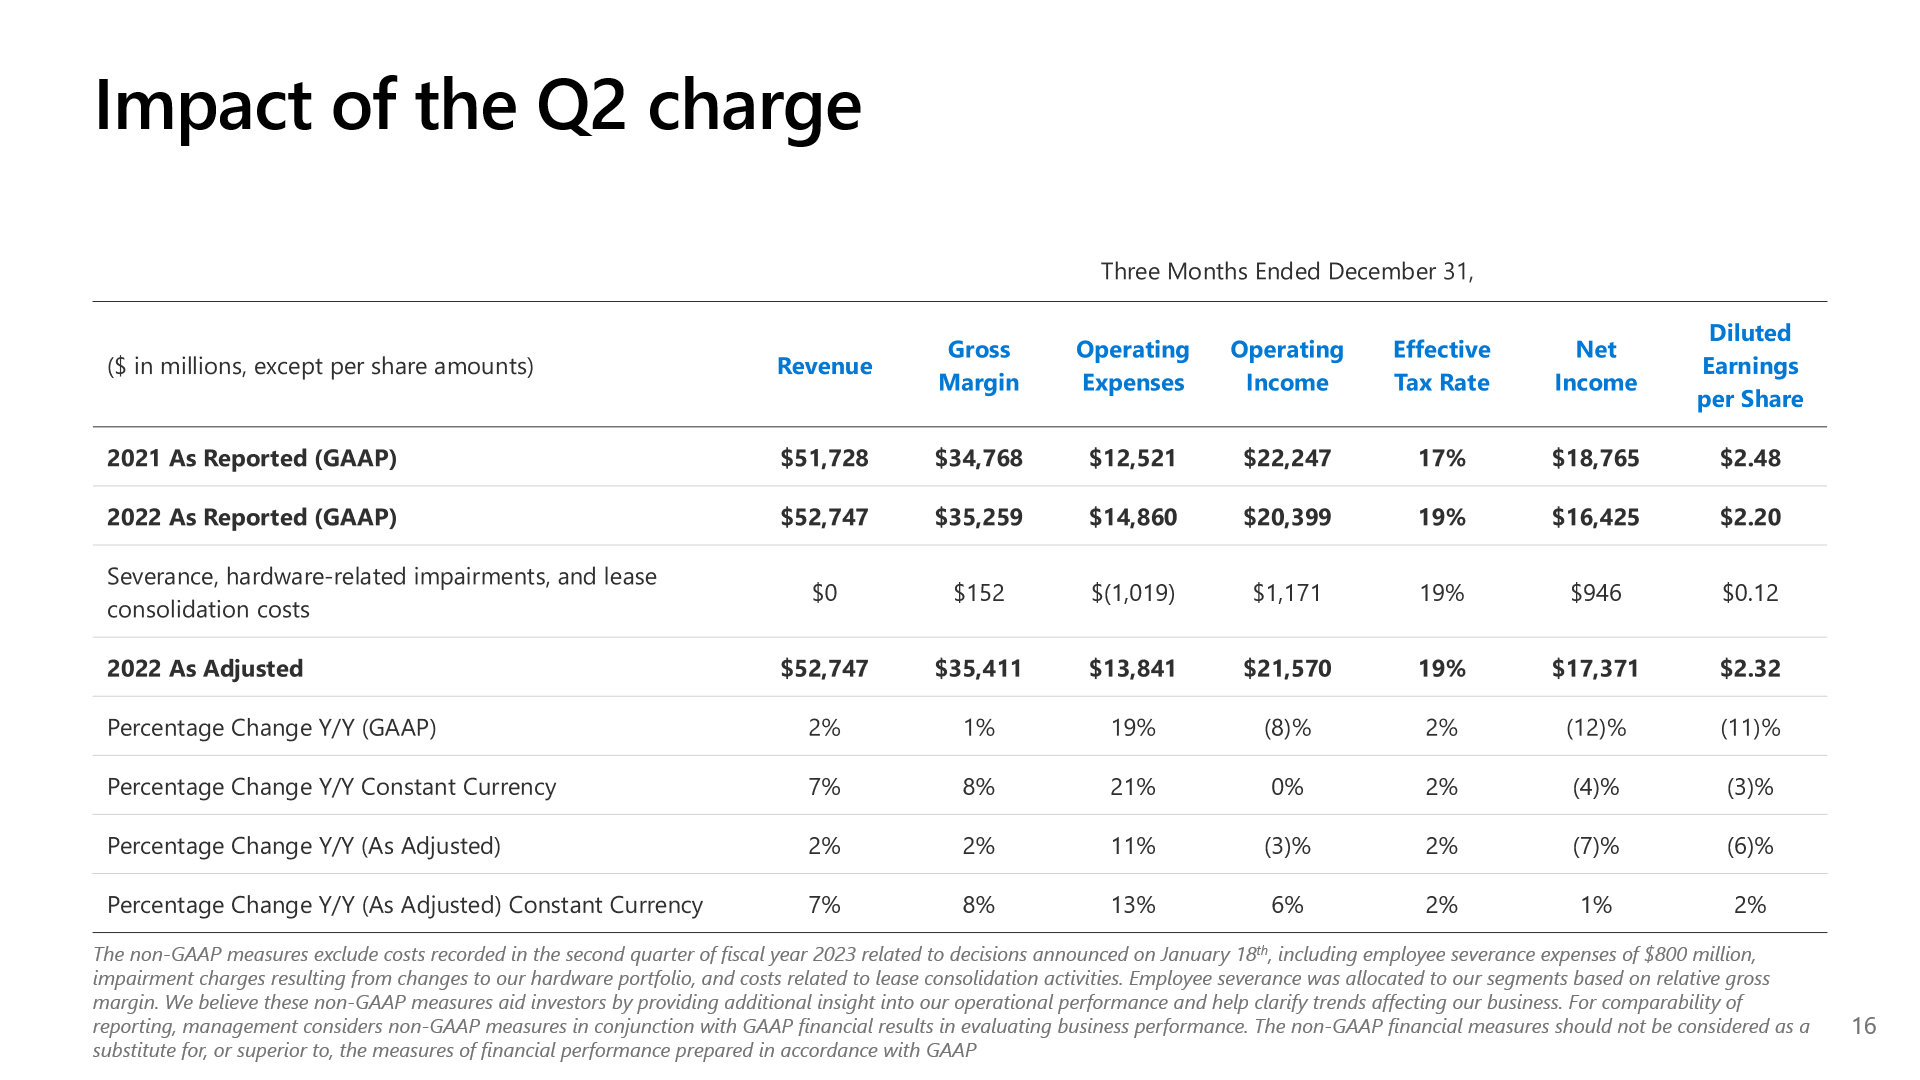 Impact of the Q2 charge
Three Months Ended December 31,
($ in millions, except per share amounts) Revenue Gross Margin Operating Expenses Operating Income Effective Tax Rate Net Income Diluted Earnings per Share
2021 As Reported (GAAP) $51,728 $34,768 $12,521 $22,247 17% $18,765 $2.48
2022 As Reported (GAAP) $52,747 $35,259 $14,860 $20,399 19% $16,425 $2.20
Severance, hardware-related impairments, and lease
consolidation costs $0 $152 $(1,019) $1,171 19% $946 $0.12
2022 As Adjusted $52,747 $35,411 $13,841 $21,570 19% $17,371 $2.32
Percentage Change Y/Y (GAAP) 2% 1% 19% (8)% 2% (12)% (11)%
Percentage Change Y/Y Constant Currency 7% 8% 21% 0% 2% (4)% (3)%
Percentage Change Y/Y (As Adjusted) 2% 2% 11% (3)% 2% (7)% (6)%
Percentage Change Y/Y (As Adjusted) Constant Currency 7% 8% 13% 6% 2% 1% 2%
The non-GAAP measures exclude costs recorded in the second quarter of fiscal year 2023 related to decisions announced on January 18th, including employee severance expenses of $800 million,
impairment charges resulting from changes to our hardware portfolio, and costs related to lease consolidation activities. Employee severance was allocated to our segments based on relative gross
margin. We believe these non-GAAP measures aid investors by providing additional insight into our operational performance and help clarify trends affecting our business. For comparability of
reporting, management considers non-GAAP measures in conjunction with GAAP financial results in evaluating business performance. The non-GAAP financial measures should not be considered as a
substitute for, or superior to, the measures of financial performance prepared in accordance with GAAP
16